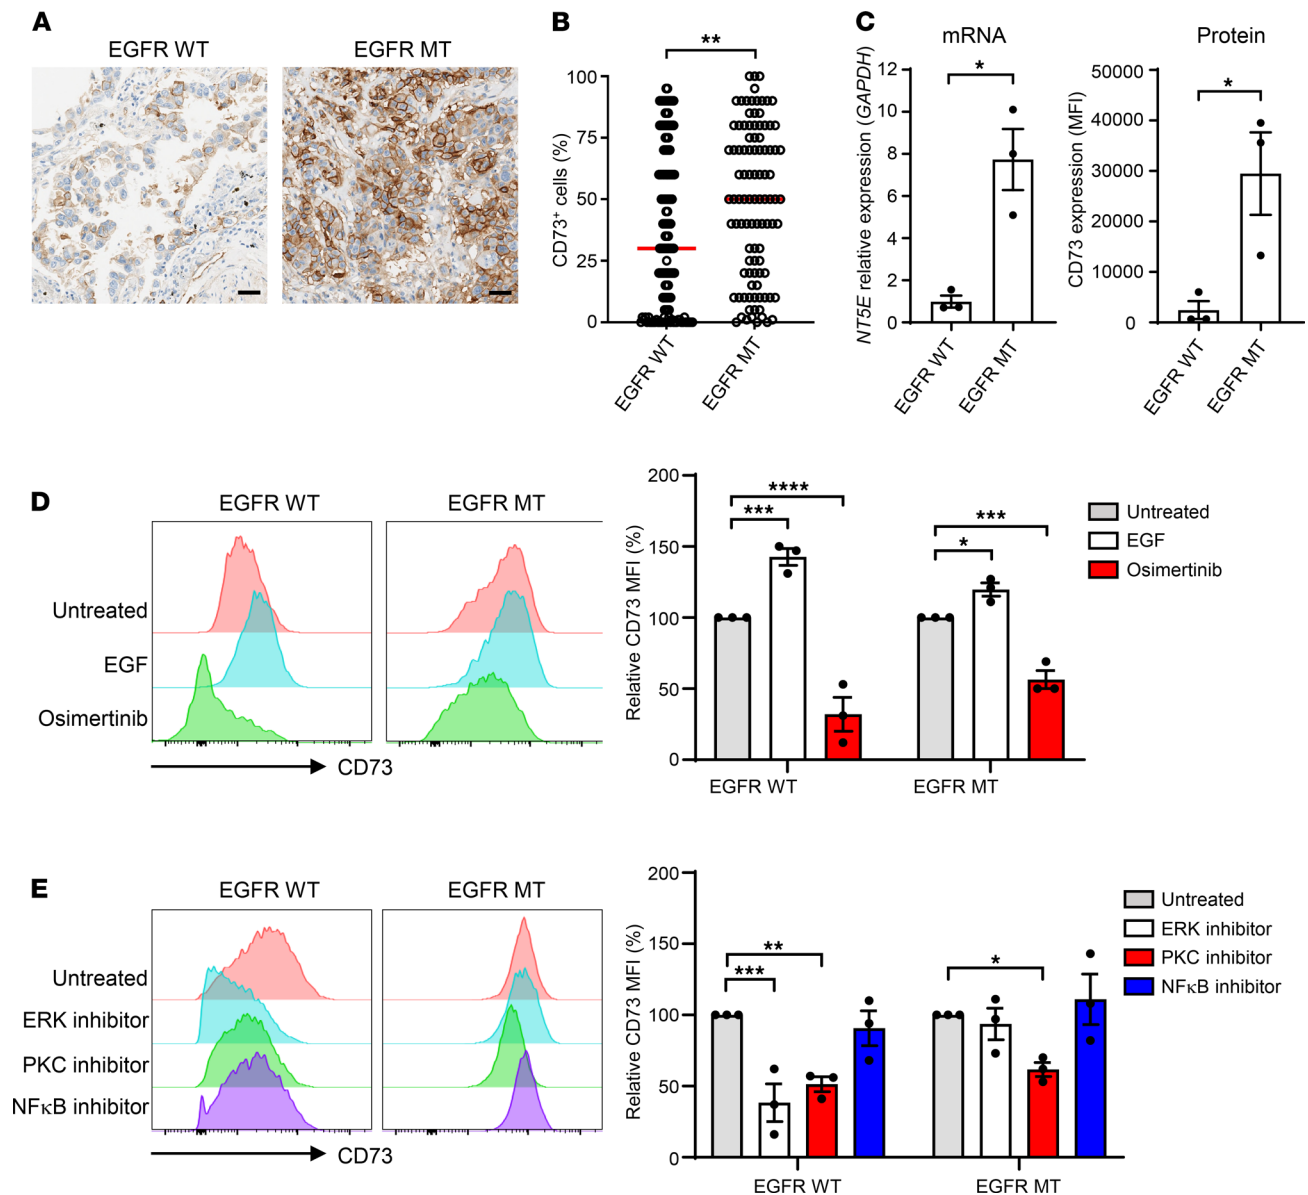 A
EGFR WT
EGFR MT
B
**
CD73+ cells (%)
100
75
50
25
0
EGFR WT
EGFR MT
C
mRNA
*
NT5E relative expression (GAPDH)
12
10
8
6
4
2
0
EGFR WT
EGFR MT
Protein
*
CD73 expression (MFI)
50000
40000
30000
20000
10000
0
EGFR WT
EGFR MT
D
EGFR WT
EGFR MT
Untreated
EGF
Osimertinib
CD73
Relative CD73 MFI (%)
200
150
100
50
0
****
***
***
*
EGFR WT
EGFR MT
Untreated
EGF
Osimertinib
E
EGFR WT
EGFR MT
Untreated
ERK inhibitor
PKC inhibitor
NFκB inhibitor
CD73
Relative CD73 MFI (%)
200
150
100
50
0
**
***
*
EGFR WT
EGFR MT
Untreated
ERK inhibitor
PKC inhibitor
NFκB inhibitor